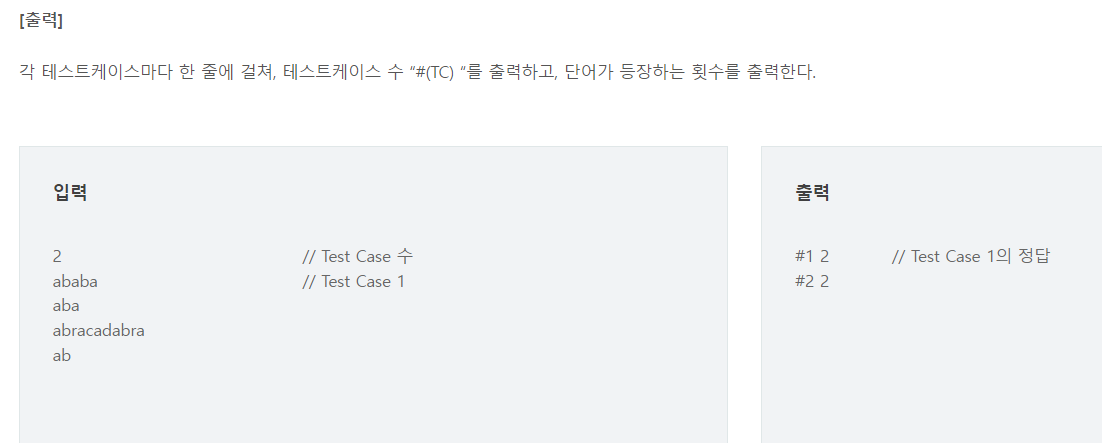 [출력]
각 테스트케이스마다 한 줄에 걸쳐, 테스트케이스 수 “#(TC) “를 출력하고, 단어가 등장하는 횟수를 출력한다.
입력
2 // Test Case 수
ababa // Test Case 1
aba
abracadabra
ab
출력
#1 2 // Test Case 1의 정답
#2 2